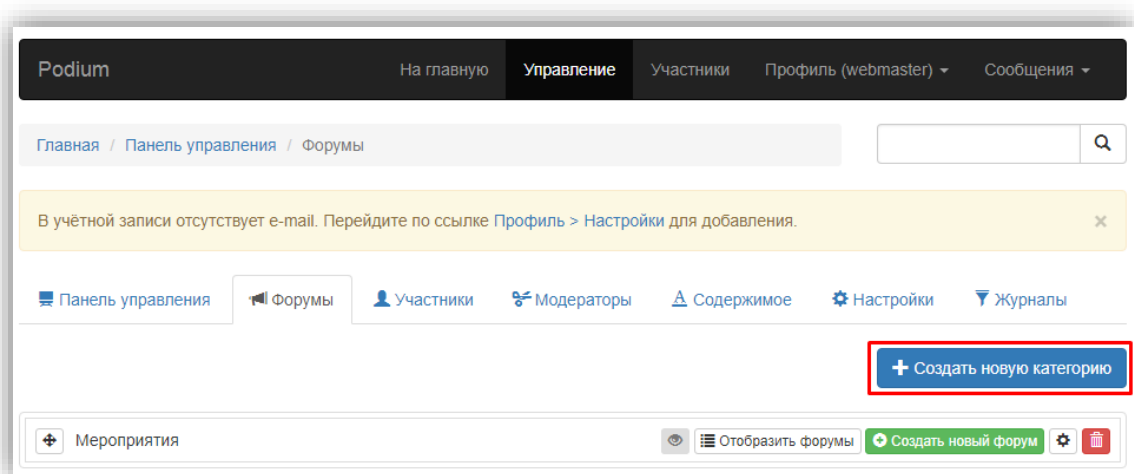 Podium На главную Управление Участники Профиль (webmaster) Сообщения
Главная / Панель управления / Форумы
В учётной записи отсутствует e-mail. Перейдите по ссылке Профиль > Настройки для добавления. ×
Панель управления Форумы Участники Модераторы Содержимое Настройки Журналы
Создать новую категорию
Мероприятия Отобразить форумы Создать новый форум